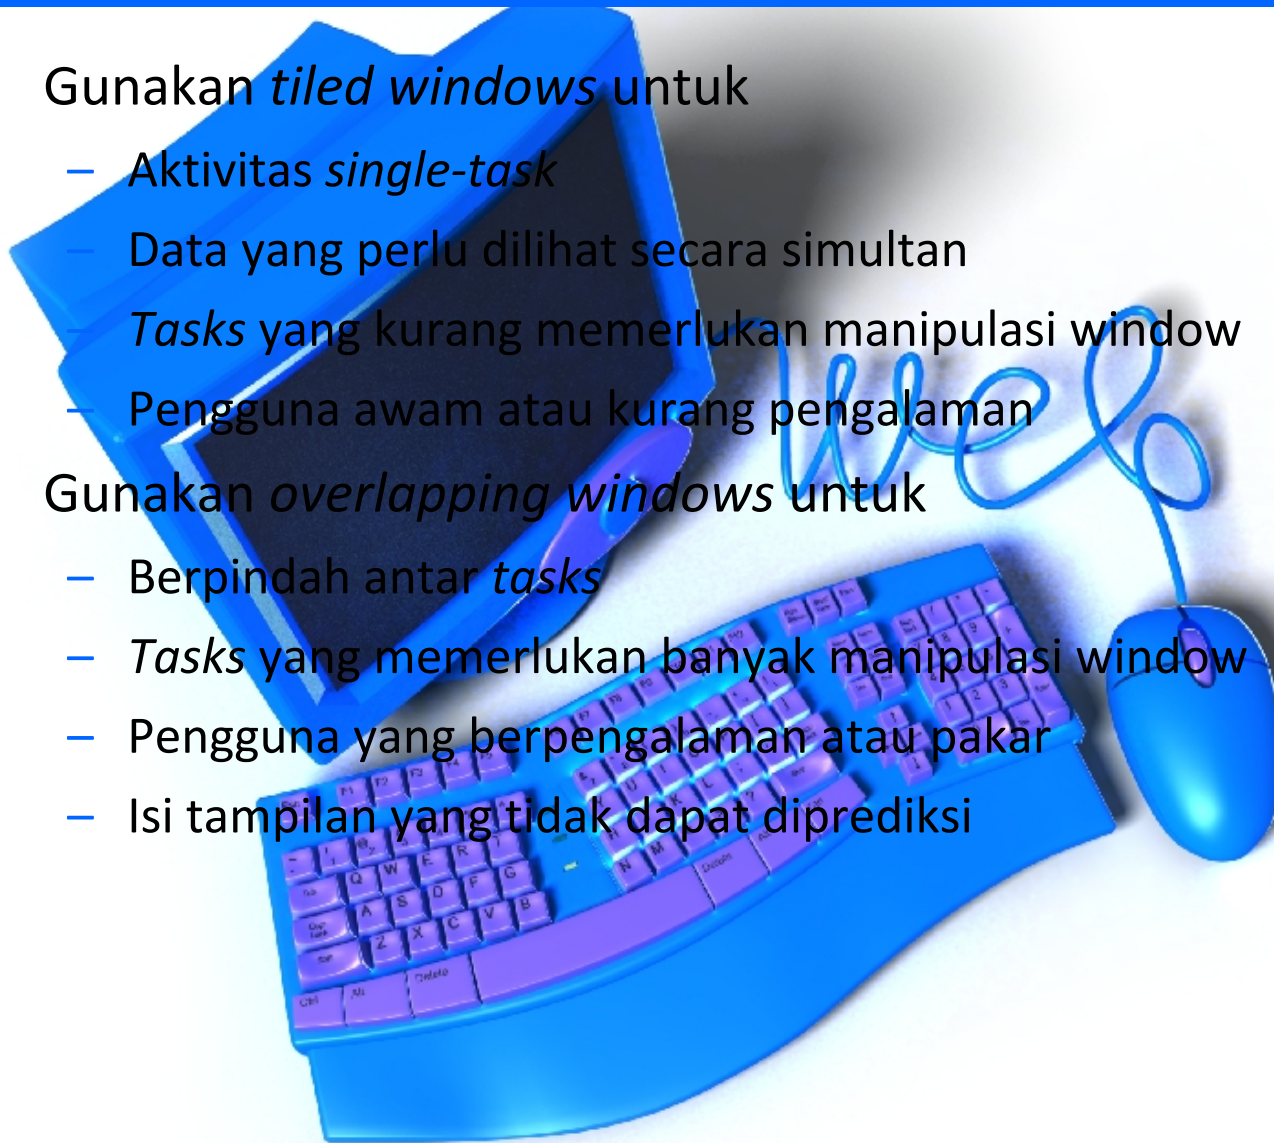 Gunakan tiled windows untuk
– Aktivitas single-task
– Data yang perlu dilihat secara simultan
– Tasks yang kurang memerlukan manipulasi window
– Pengguna awam atau kurang pengalaman
Gunakan overlapping windows untuk
– Berpindah antar tasks
– Tasks yang memerlukan banyak manipulasi window
– Pengguna yang berpengalaman atau pakar
– Isi tampilan yang tidak dapat diprediksi
web